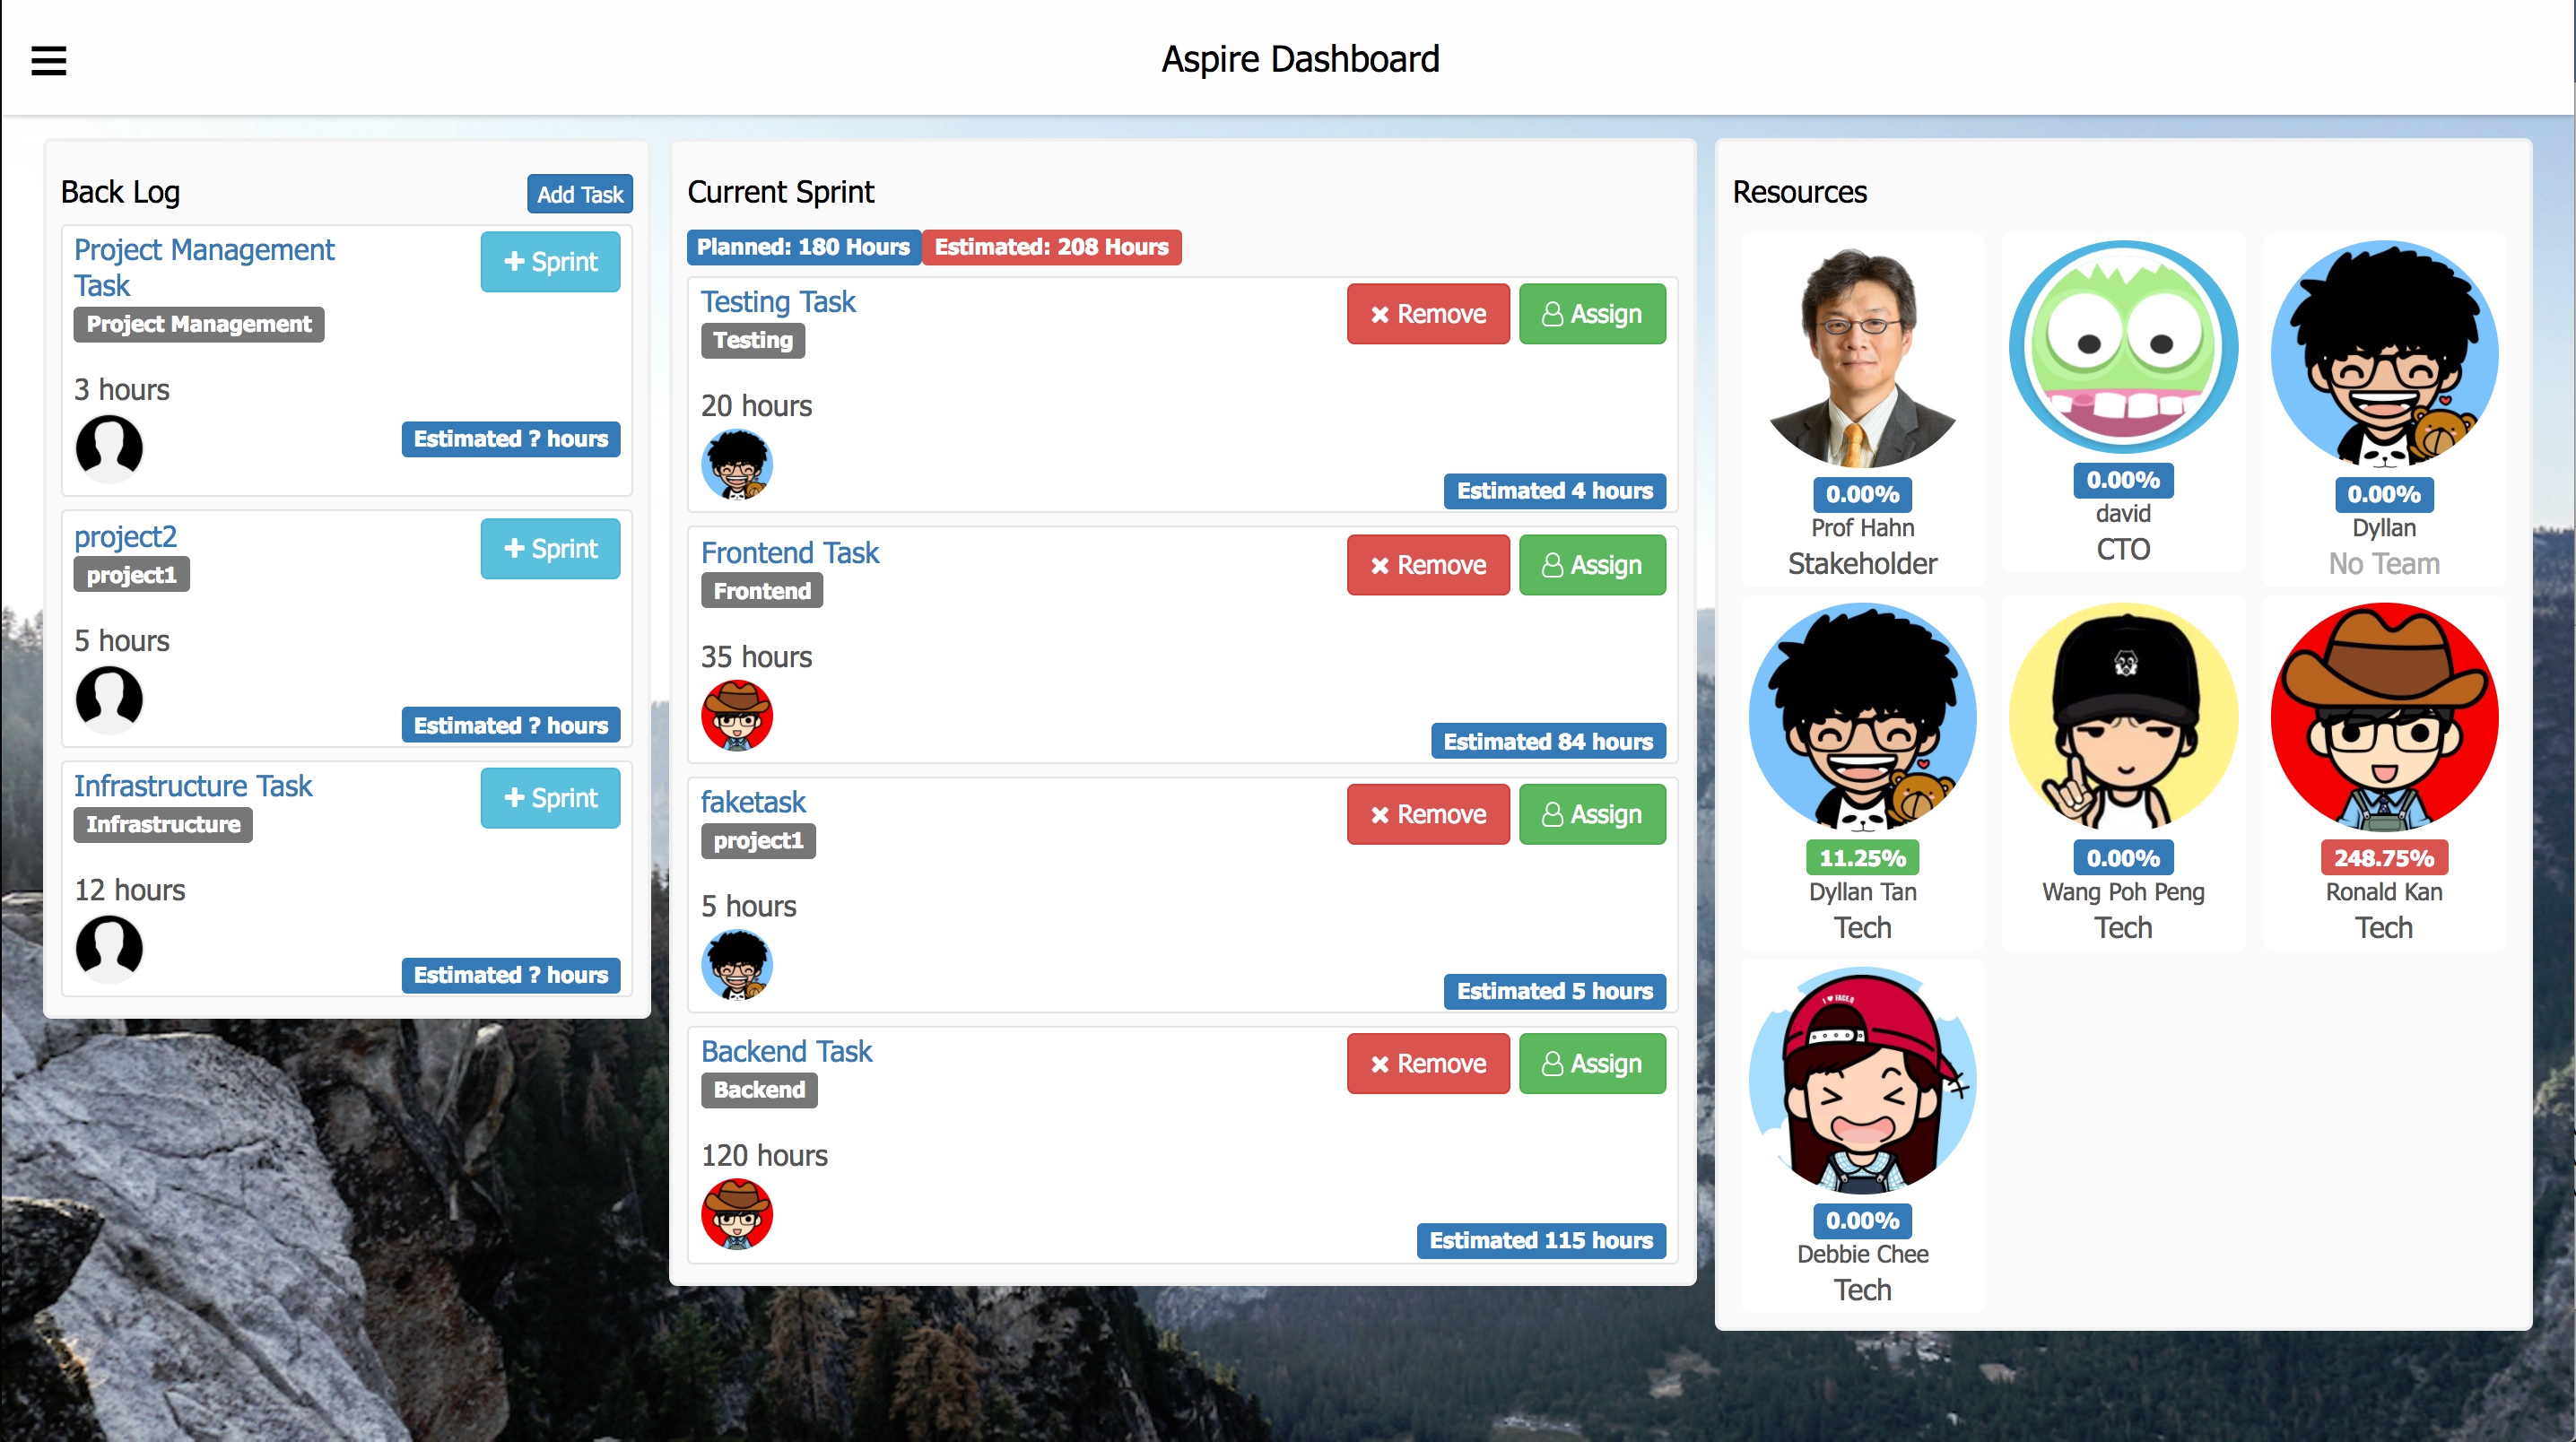 Aspire Dashboard
Back Log
Add Task
Project Management
Task
Sprint
Project Management
3 hours
Estimated ? hours
project2
Sprint
project1
5 hours
Estimated ? hours
Infrastructure Task
Sprint
Infrastructure
12 hours
Estimated ? hours
Current Sprint
Planned: 180 Hours Estimated: 208 Hours
Testing Task
Remove
Assign
Testing
20 hours
Estimated 4 hours
Frontend Task
Remove
Assign
Frontend
35 hours
Estimated 84 hours
faketask
Remove
Assign
project1
5 hours
Estimated 5 hours
Backend Task
Remove
Assign
Backend
120 hours
Estimated 115 hours
Resources
0.00%
Prof Hahn
Stakeholder
0.00%
david
CTO
0.00%
Dyllan
No Team
11.25%
Dyllan Tan
Tech
0.00%
Wang Poh Peng
Tech
248.75%
Ronald Kan
Tech
0.00%
Debbie Chee
Tech